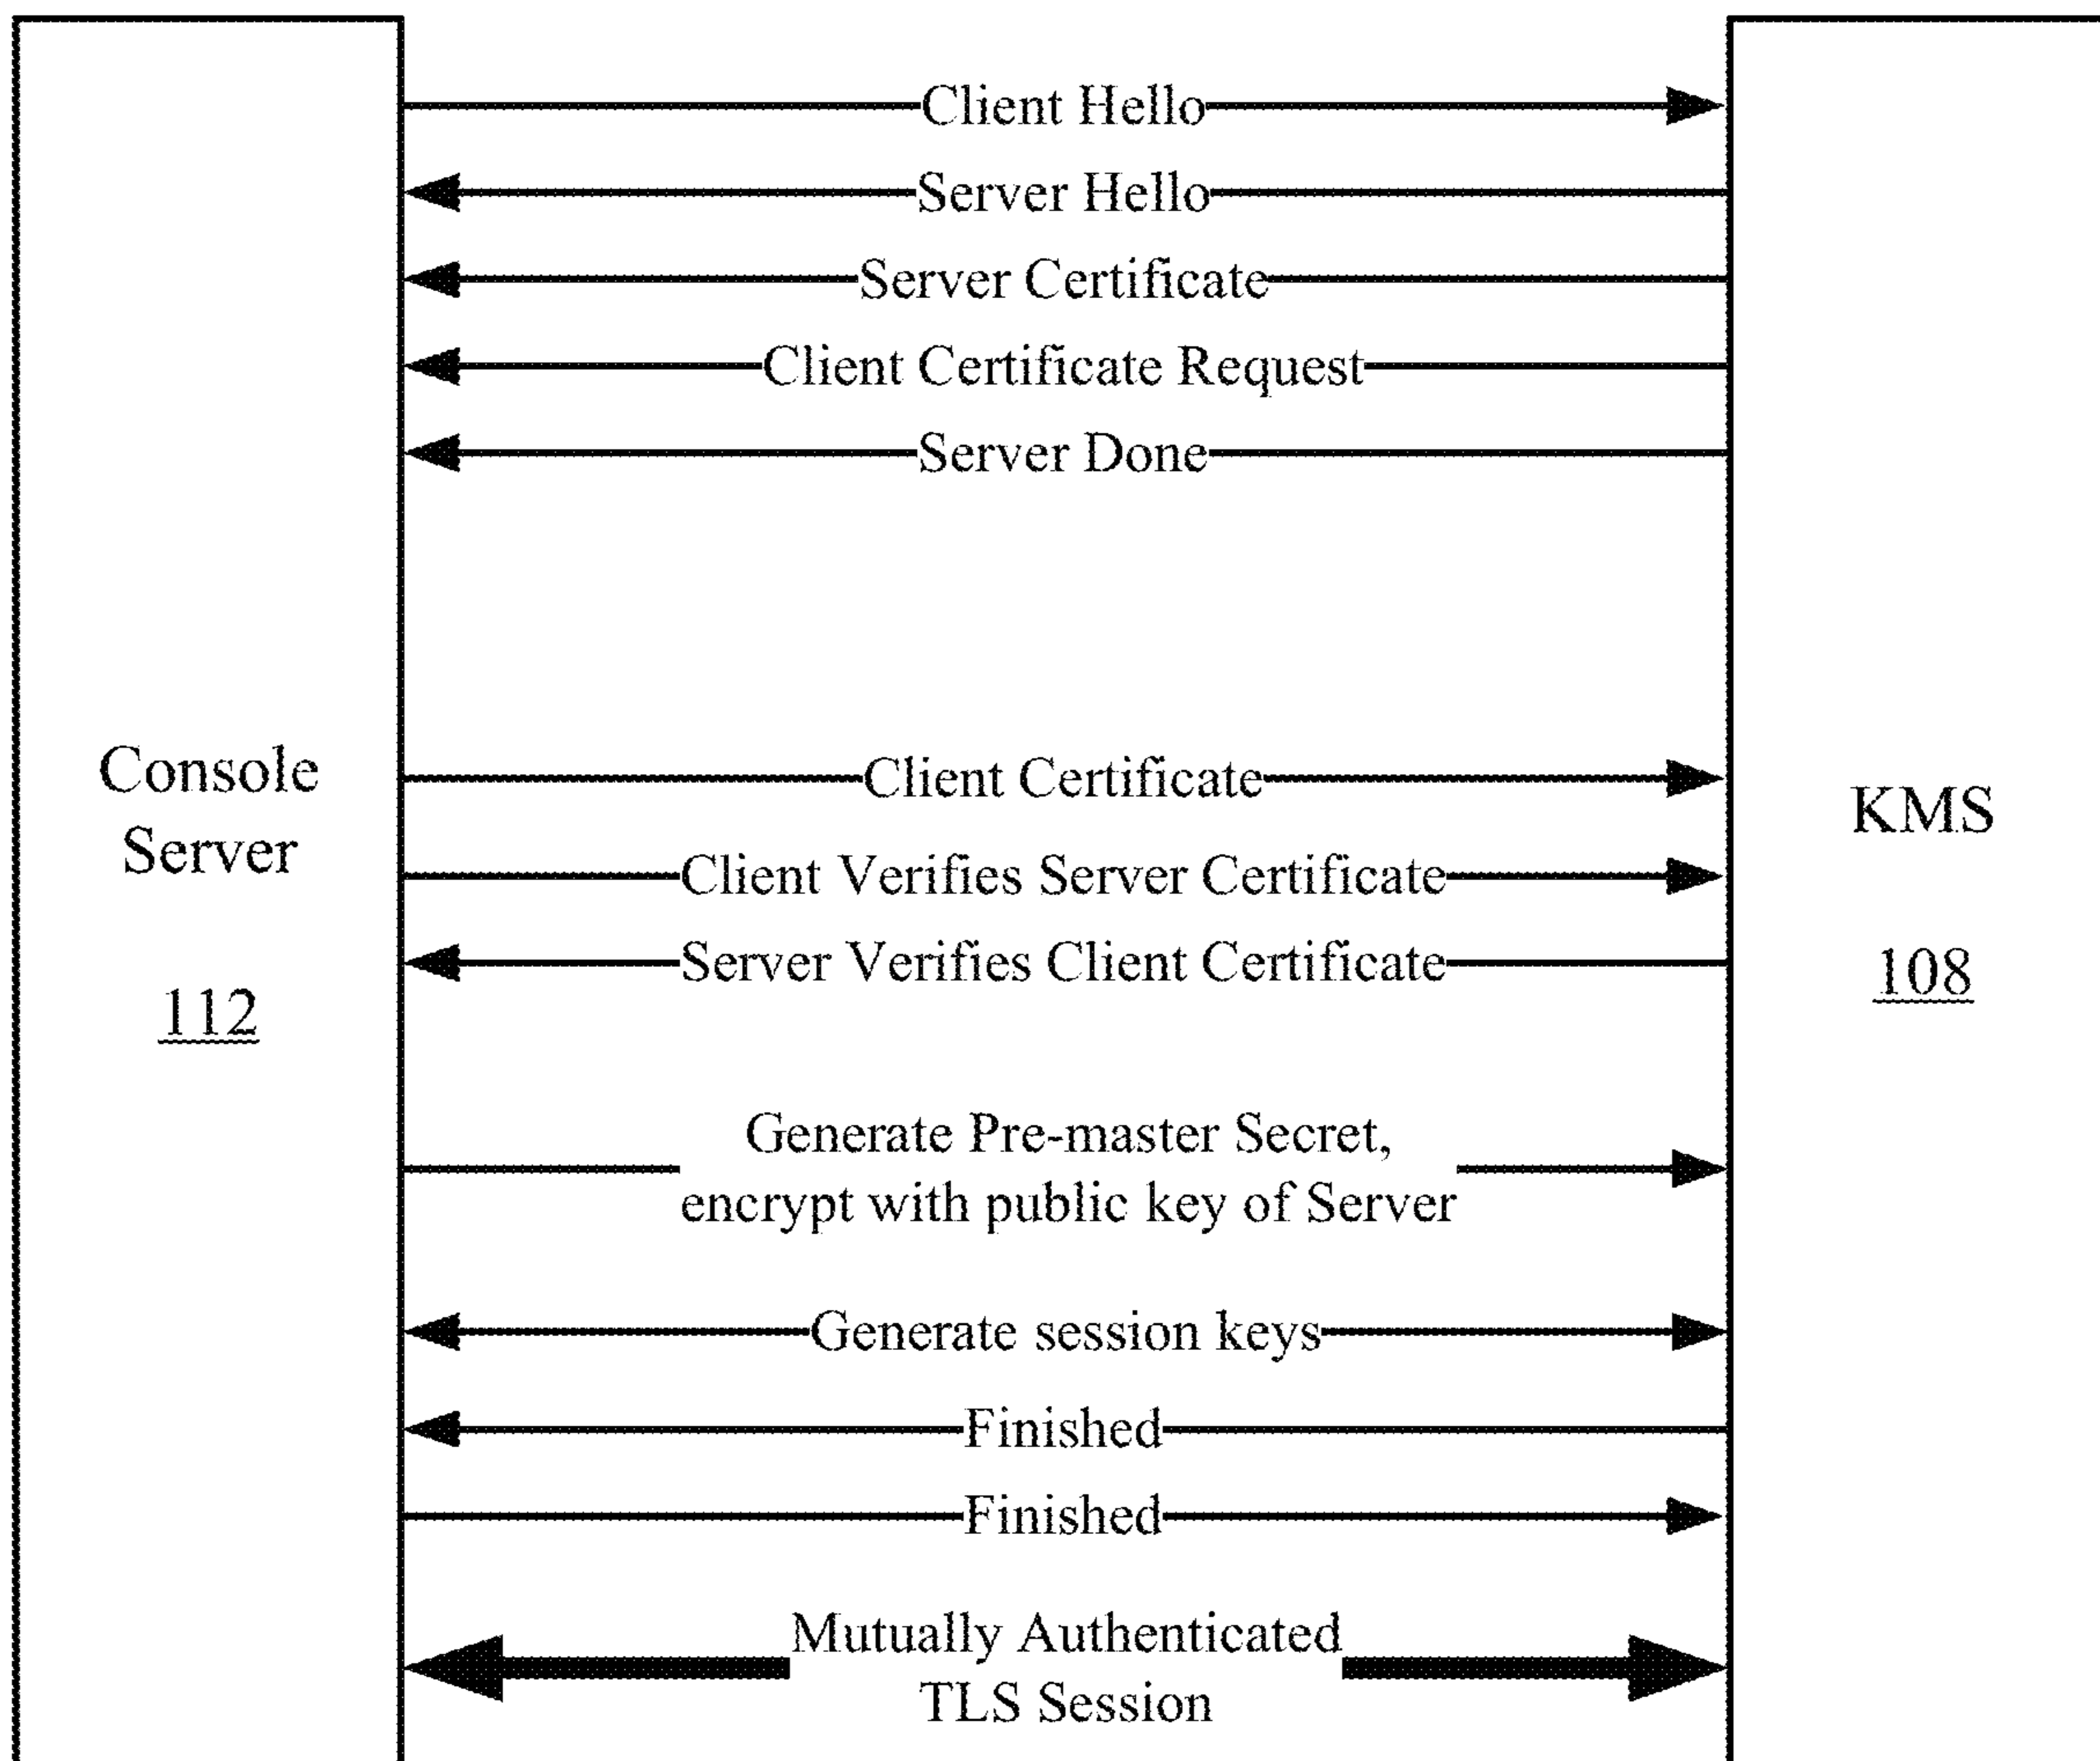 Client Hello
Server Hello
Server Certificate
Client Certificate Request
Server Done
Console
Server
112
Client Certificate
Client Verifies Server Certificate
Server Verifies Client Certificate
KMS
108
Generate Pre-master Secret,
encrypt with public key of Server
Generate session keys
Finished
Finished
Mutually Authenticated
TLS Session